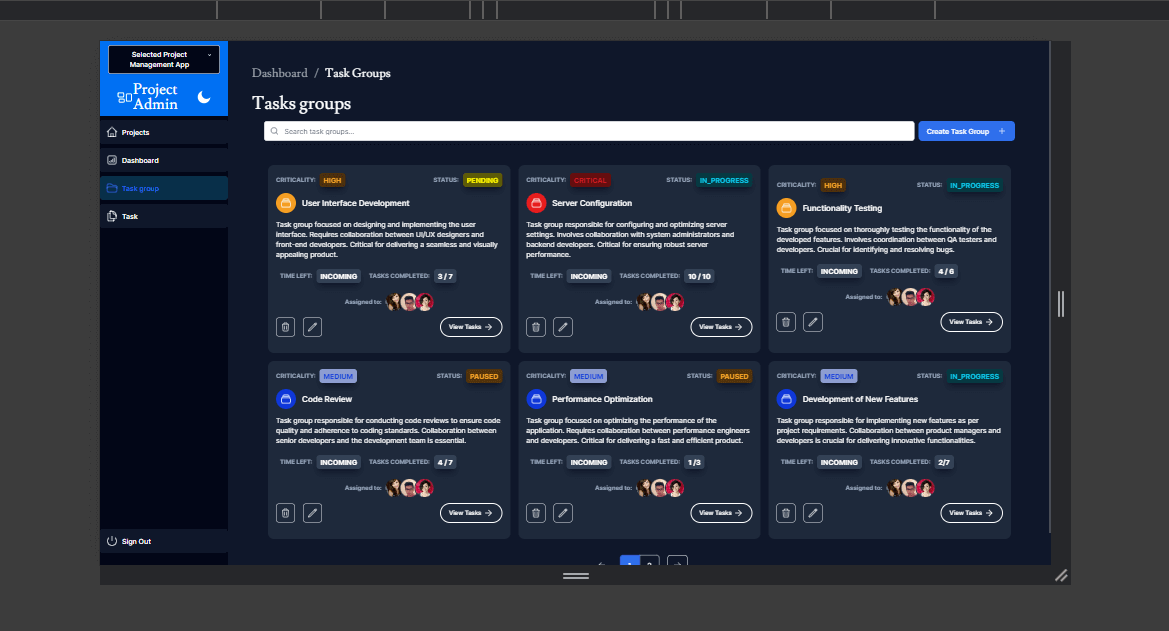 Selected Project
Management App
Project
Admin
Projects
Dashboard
Task group
Task
Sign Out
Dashboard / Task Groups
Tasks groups
Search task groups...
Create Task Group +
CRITICALITY: HIGH STATUS: PENDING
User Interface Development
Task group focused on designing and implementing the user
interface. Requires collaboration between UI/UX designers and
front-end developers. Critical for delivering a seamless and visually
appealing product.
TIME LEFT: INCOMING TASKS COMPLETED: 3 / 7
Assigned to:
View Tasks
CRITICALITY: CRITICAL STATUS: IN_PROGRESS
Server Configuration
Task group responsible for configuring and optimizing server
settings. Involves collaboration with system administrators and
backend developers. Critical for ensuring robust server
performance.
TIME LEFT: INCOMING TASKS COMPLETED: 10 / 10
Assigned to:
View Tasks
CRITICALITY: HIGH STATUS: IN_PROGRESS
Functionality Testing
Task group focused on thoroughly testing the functionality of the
developed features. Involves coordination between QA testers and
developers. Crucial for identifying and resolving bugs.
TIME LEFT: INCOMING TASKS COMPLETED: 4 / 6
Assigned to:
View Tasks
CRITICALITY: MEDIUM STATUS: PAUSED
Code Review
Task group responsible for conducting code reviews to ensure code
quality and adherence to coding standards. Collaboration between
senior developers and the development team is essential.
TIME LEFT: INCOMING TASKS COMPLETED: 4 / 7
Assigned to:
View Tasks
CRITICALITY: MEDIUM STATUS: PAUSED
Performance Optimization
Task group focused on optimizing the performance of the
application. Requires collaboration between performance engineers
and developers. Critical for delivering a fast and efficient product.
TIME LEFT: INCOMING TASKS COMPLETED: 1 /3
Assigned to:
View Tasks
CRITICALITY: MEDIUM STATUS: IN_PROGRESS
Development of New Features
Task group responsible for implementing new features as per
project requirements. Collaboration between product managers and
developers is crucial for delivering innovative functionalities.
TIME LEFT: INCOMING TASKS COMPLETED: 2/7
Assigned to:
View Tasks